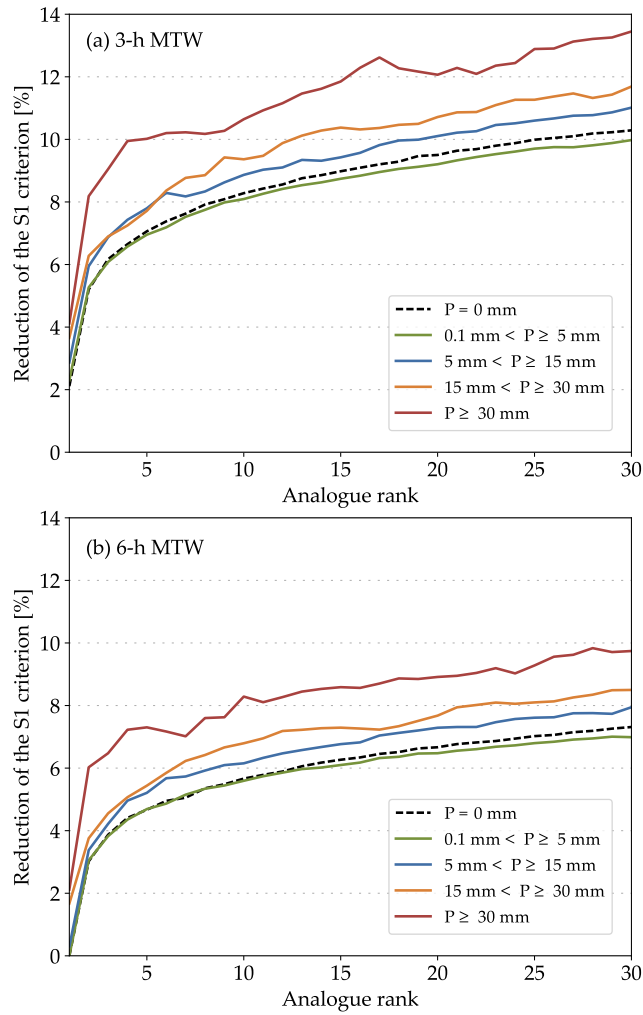 14
12
10
8
6
4
2
0
Reduction of the S1 criterion [%]
(a) 3-h MTW
P = 0 mm
0.1 mm < P ≥ 5 mm
5 mm < P ≥ 15 mm
15 mm < P ≥ 30 mm
P ≥ 30 mm
5 10 15 20 25 30
Analogue rank
14
12
10
8
6
4
2
0
Reduction of the S1 criterion [%]
(b) 6-h MTW
P = 0 mm
0.1 mm < P ≥ 5 mm
5 mm < P ≥ 15 mm
15 mm < P ≥ 30 mm
P ≥ 30 mm
5 10 15 20 25 30
Analogue rank